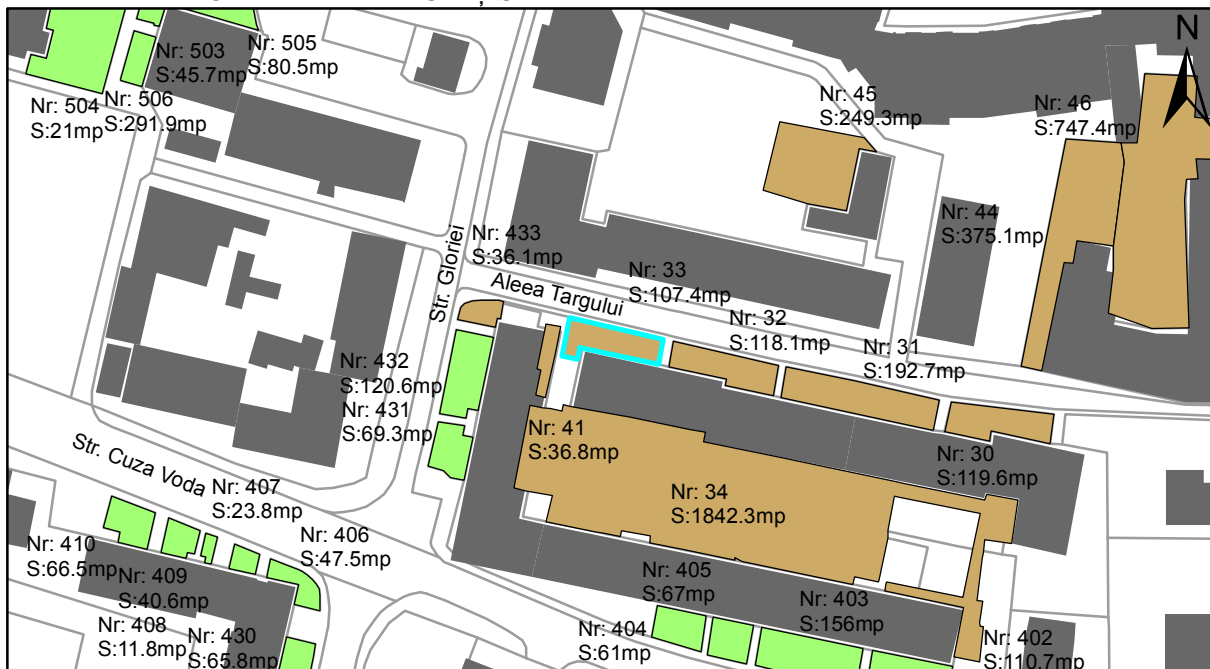 Nr: 503
S:45.7mp
Nr: 505
S:80.5mp
Nr: 504
S:21mp
Nr: 506
S:291.9mp
Nr: 45
S:249.3mp
Nr: 46
S:747.4mp
N
Nr: 44
S:375.1mp
Nr: 433
S:36.1mp
Str. Gloriei
Aleea Targului
Nr: 33
S:107.4mp
Nr: 32
S:118.1mp
Nr: 31
S:192.7mp
Nr: 432
S:120.6mp
Nr: 431
S:69.3mp
Nr: 41
S:36.8mp
Nr: 30
S:119.6mp
Nr: 34
S:1842.3mp
Str. Cuza Voda
Nr: 407
S:23.8mp
Nr: 406
S:47.5mp
Nr: 410
S:66.5mp
Nr: 409
S:40.6mp
Nr: 408
S:11.8mp
Nr: 430
S:65.8mp
Nr: 405
S:67mp
Nr: 403
S:156mp
Nr: 404
S:61mp
Nr: 402
S:110.7mp